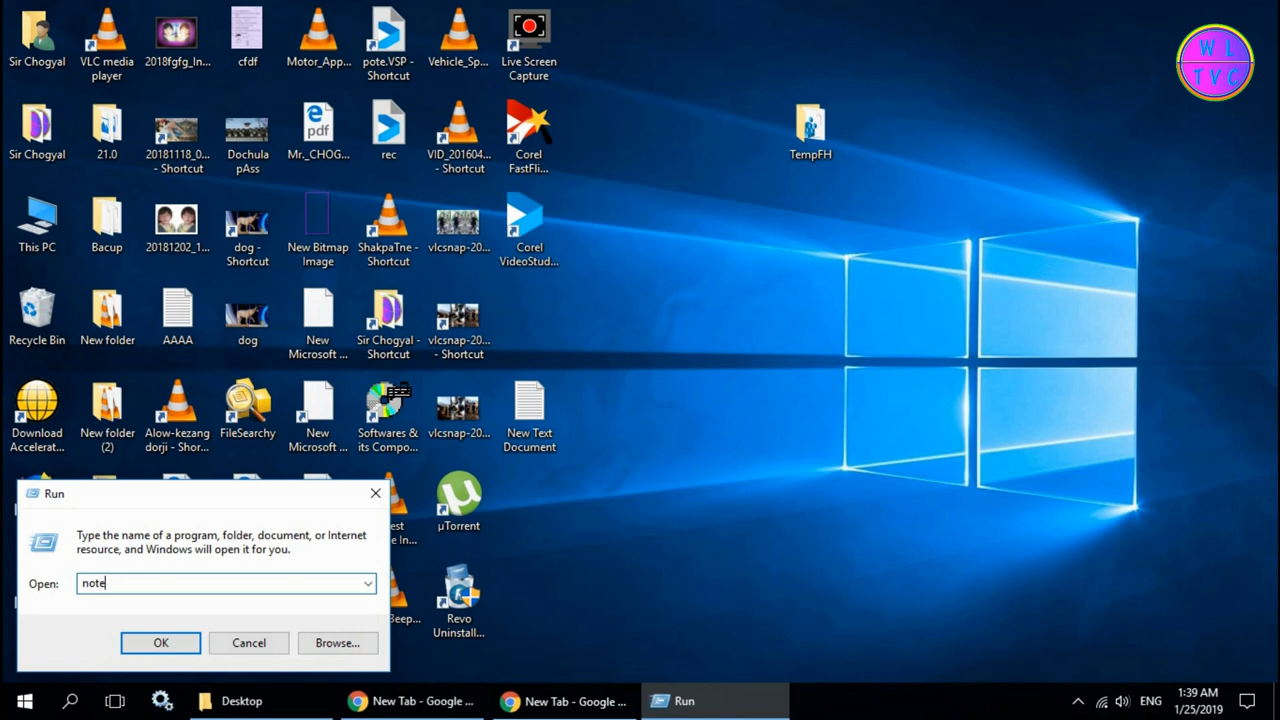 Sir Chogyal
VLC media
player
2018fgfg_In...
cfdf
Motor_App...
pote.VSP -
Shortcut
Vehicle_Sp...
Live Screen
Capture
W L
T V C
Sir Chogyal
21.0
20181118_0...
- Shortcut
Dochula
pAss
pdf
Mr._CHOG...
rec
VID_201604...
- Shortcut
Corel
FastFli...
TempFH
This PC
Bacup
20181202_1...
dog -
Shortcut
New Bitmap
Image
ShakpaTne -
Shortcut
vlcsnap-20...
Corel
VideoStud...
Recycle Bin
New folder
AAAA
dog
New
Microsoft ...
Sir Chogyal -
Shortcut
vlcsnap-20...
- Shortcut
Download
Accelerat...
New folder
(2)
Alow-kezang
dorji - Shor...
FileSearchy
New
Microsoft ...
Softwares &
its Compo...
vlcsnap-20...
New Text
Document
µTorrent
Revo
Uninstall...
Run
Type the name of a program, folder, document, or Internet
resource, and Windows will open it for you.
Open:
note
OK
Cancel
Browse...
Desktop
New Tab - Google ...
New Tab - Google ...
Run
ENG
1:39 AM
1/25/2019